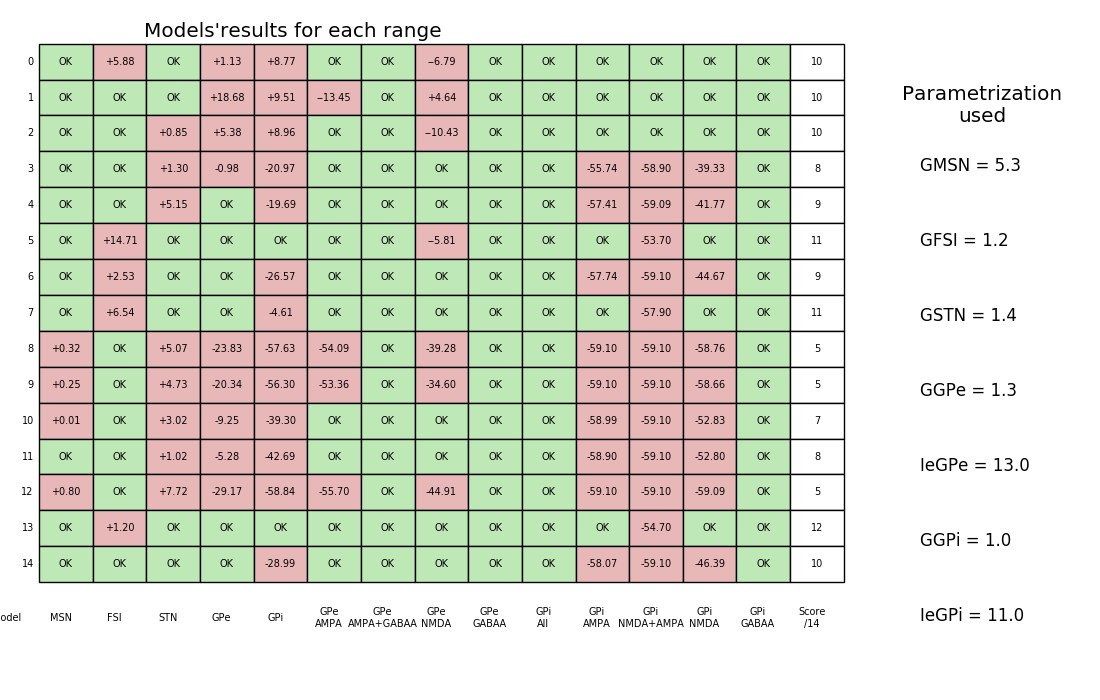 Models'results for each range
0 OK +5.88 OK +1.13 +8.77 OK OK --6.79 OK OK OK OK OK OK 10
1 OK OK OK +18.68 +9.51 --13.45 OK +4.64 OK OK OK OK OK OK 10
2 OK OK +0.85 +5.38 +8.96 OK OK --10.43 OK OK OK OK OK OK 10
3 OK OK +1.30 -0.98 -20.97 OK OK OK OK OK -55.74 -58.90 -39.33 OK 8
4 OK OK +5.15 OK -19.69 OK OK OK OK OK -57.41 -59.09 -41.77 OK 9
5 OK +14.71 OK OK OK OK OK --5.81 OK OK OK -53.70 OK OK 11
6 OK +2.53 OK OK -26.57 OK OK OK OK OK -57.74 -59.10 -44.67 OK 9
7 OK +6.54 OK OK -4.61 OK OK OK OK OK OK -57.90 OK OK 11
8 +0.32 OK +5.07 -23.83 -57.63 -54.09 OK -39.28 OK OK -59.10 -59.10 -58.76 OK 5
9 +0.25 OK +4.73 -20.34 -56.30 -53.36 OK -34.60 OK OK -59.10 -59.10 -58.66 OK 5
10 +0.01 OK +3.02 -9.25 -39.30 OK OK OK OK OK -58.99 -59.10 -52.83 OK 7
11 OK OK +1.02 -5.28 -42.69 OK OK OK OK OK -58.90 -59.10 -52.80 OK 8
12 +0.80 OK +7.72 -29.17 -58.84 -55.70 OK -44.91 OK OK -59.10 -59.10 -59.09 OK 5
13 OK +1.20 OK OK OK OK OK OK OK OK OK -54.70 OK OK 12
14 OK OK OK OK -28.99 OK OK OK OK OK -58.07 -59.10 -46.39 OK 10
GPe GPe GPe GPe GPi GPi GPi GPi GPi Score
odel MSN FSI STN GPe GPi
AMPA AMPA+GABAA NMDA GABAA All AMPA NMDA+AMPA NMDA GABAA /14
Parametrization
used
GMSN = 5.3
GFSI = 1.2
GSTN = 1.4
GGPe = 1.3
IeGPe = 13.0
GGPi = 1.0
IeGPi = 11.0